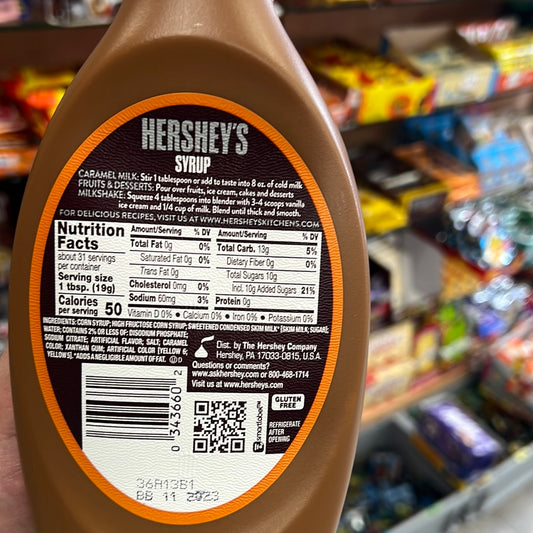 HERSHEY'S
SYRUP
CARAMEL MILK: Stir 1 tablespoon or add to taste into 8 oz. of cold milk
FRUITS & DESSERTS: Pour over fruits, ice cream, cakes and desserts
MILKSHAKE: Squeeze 4 tablespoons into blender with 3-4 scoops vanilla
ice cream and 1/4 cup of milk. Blend until thick and smooth.
FOR DELICIOUS RECIPES, VISIT US AT WWW.HERSHEYSKITCHENS.COM
Nutrition
Facts
about 31 servings
per container
Serving size
1 tbsp. (19g)
Calories
per serving 50
Amount/Serving % DV
Total Fat 0g 0%
Saturated Fat 0g 0%
Trans Fat 0g
Cholesterol 0mg 0%
Sodium 60mg 3%
Amount/Serving % DV
Total Carb. 13g 5%
Dietary Fiber 0g 0%
Total Sugars 10g
Incl. 10g Added Sugars 21%
Protein 0g
Vitamin D 0% • Calcium 0% • Iron 0% • Potassium 0%
INGREDIENTS: CORN SYRUP; HIGH FRUCTOSE CORN SYRUP; SWEETENED CONDENSED SKIM MILK* [SKIM MILK; SUGAR];
WATER; CONTAINS 2% OR LESS OF: DISODIUM PHOSPHATE;
SODIUM CITRATE; ARTIFICIAL FLAVOR; SALT; CARAMEL
COLOR; XANTHAN GUM; ARTIFICIAL COLOR (YELLOW 6;
YELLOW 5). *ADDS A NEGLIGIBLE AMOUNT OF FAT. U D
Dist. by The Hershey Company
Hershey, PA 17033-0815, U.S.A.
Questions or comments?
www.askhershey.com or 800-468-1714
Visit us at www.hersheys.com
0 343660 2
smartlabel™
GLUTEN
FREE
REFRIGERATE
AFTER
OPENING
36A13B1
BB 11 2023